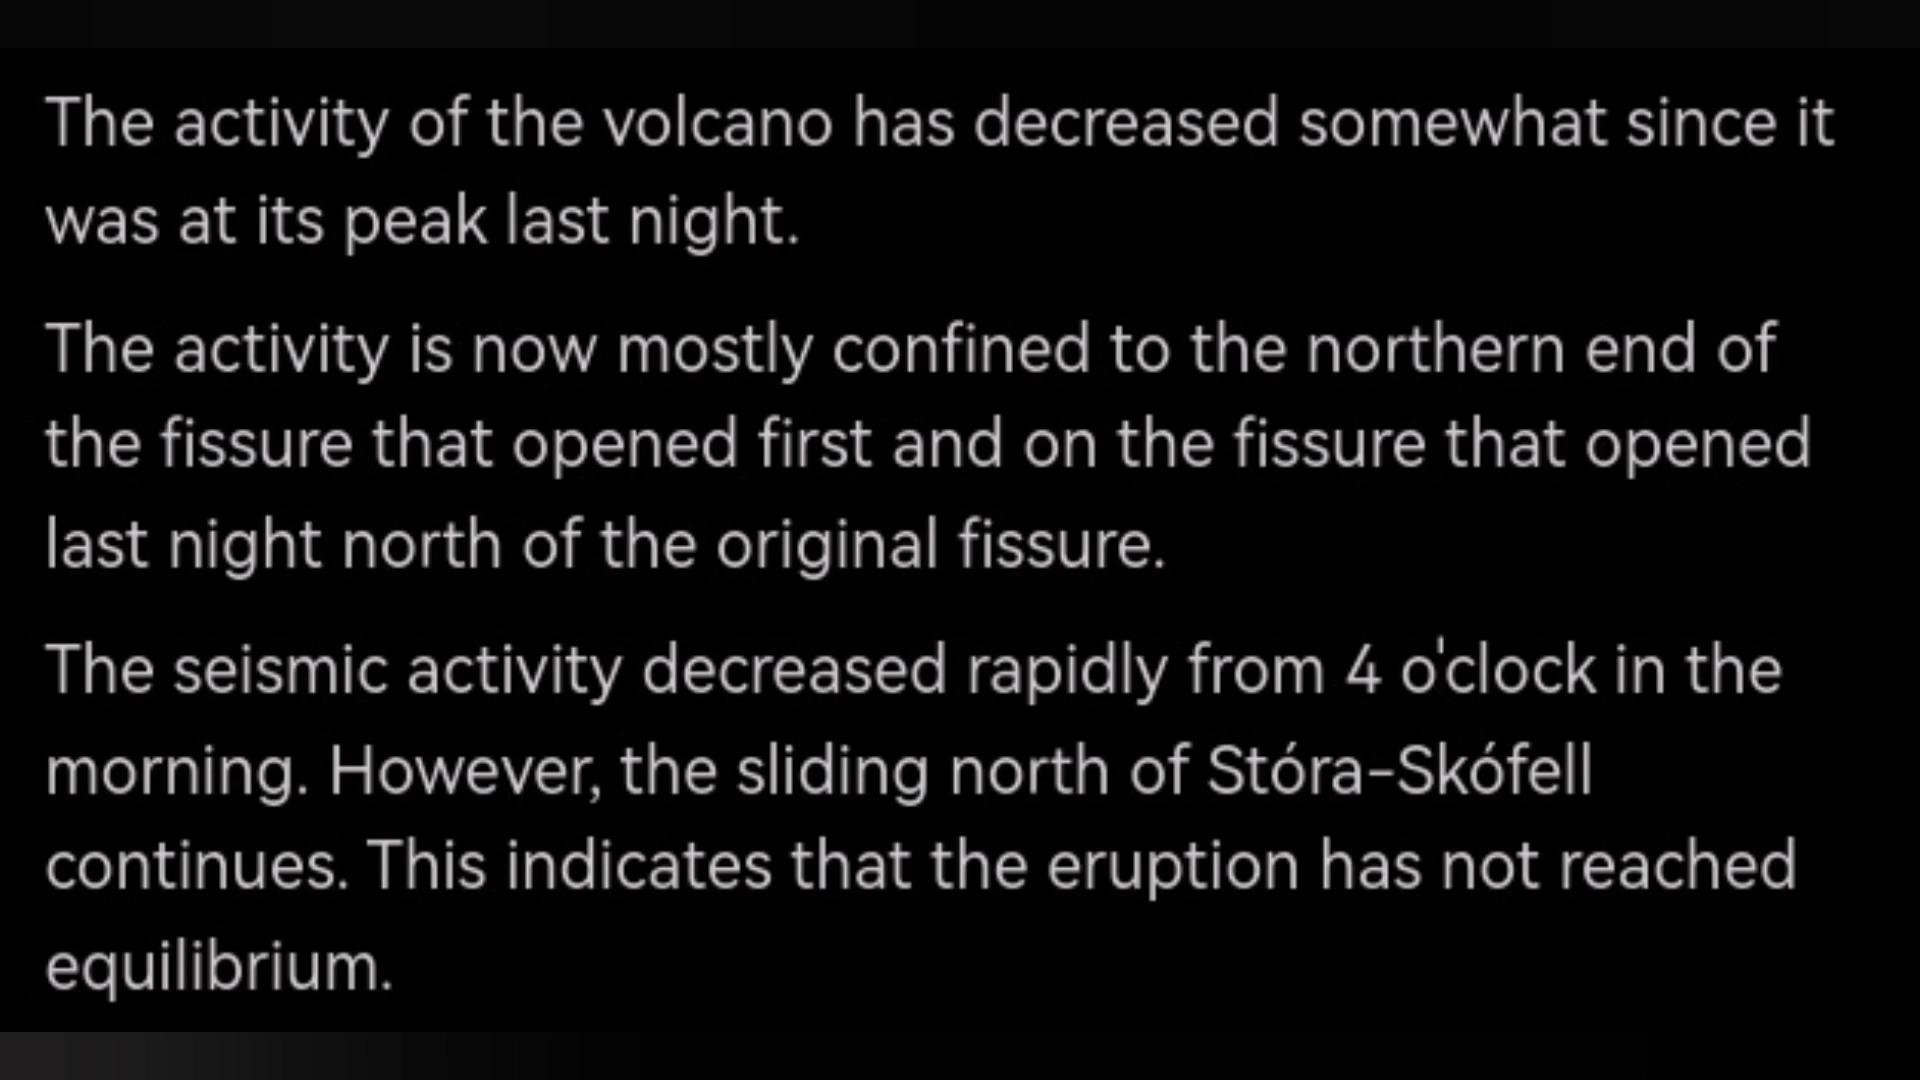 The activity of the volcano has decreased somewhat since it
was at its peak last night.
The activity is now mostly confined to the northern end of
the fissure that opened first and on the fissure that opened
last night north of the original fissure.
The seismic activity decreased rapidly from 4 o'clock in the
morning. However, the sliding north of Stóra-Skófell
continues. This indicates that the eruption has not reached
equilibrium.